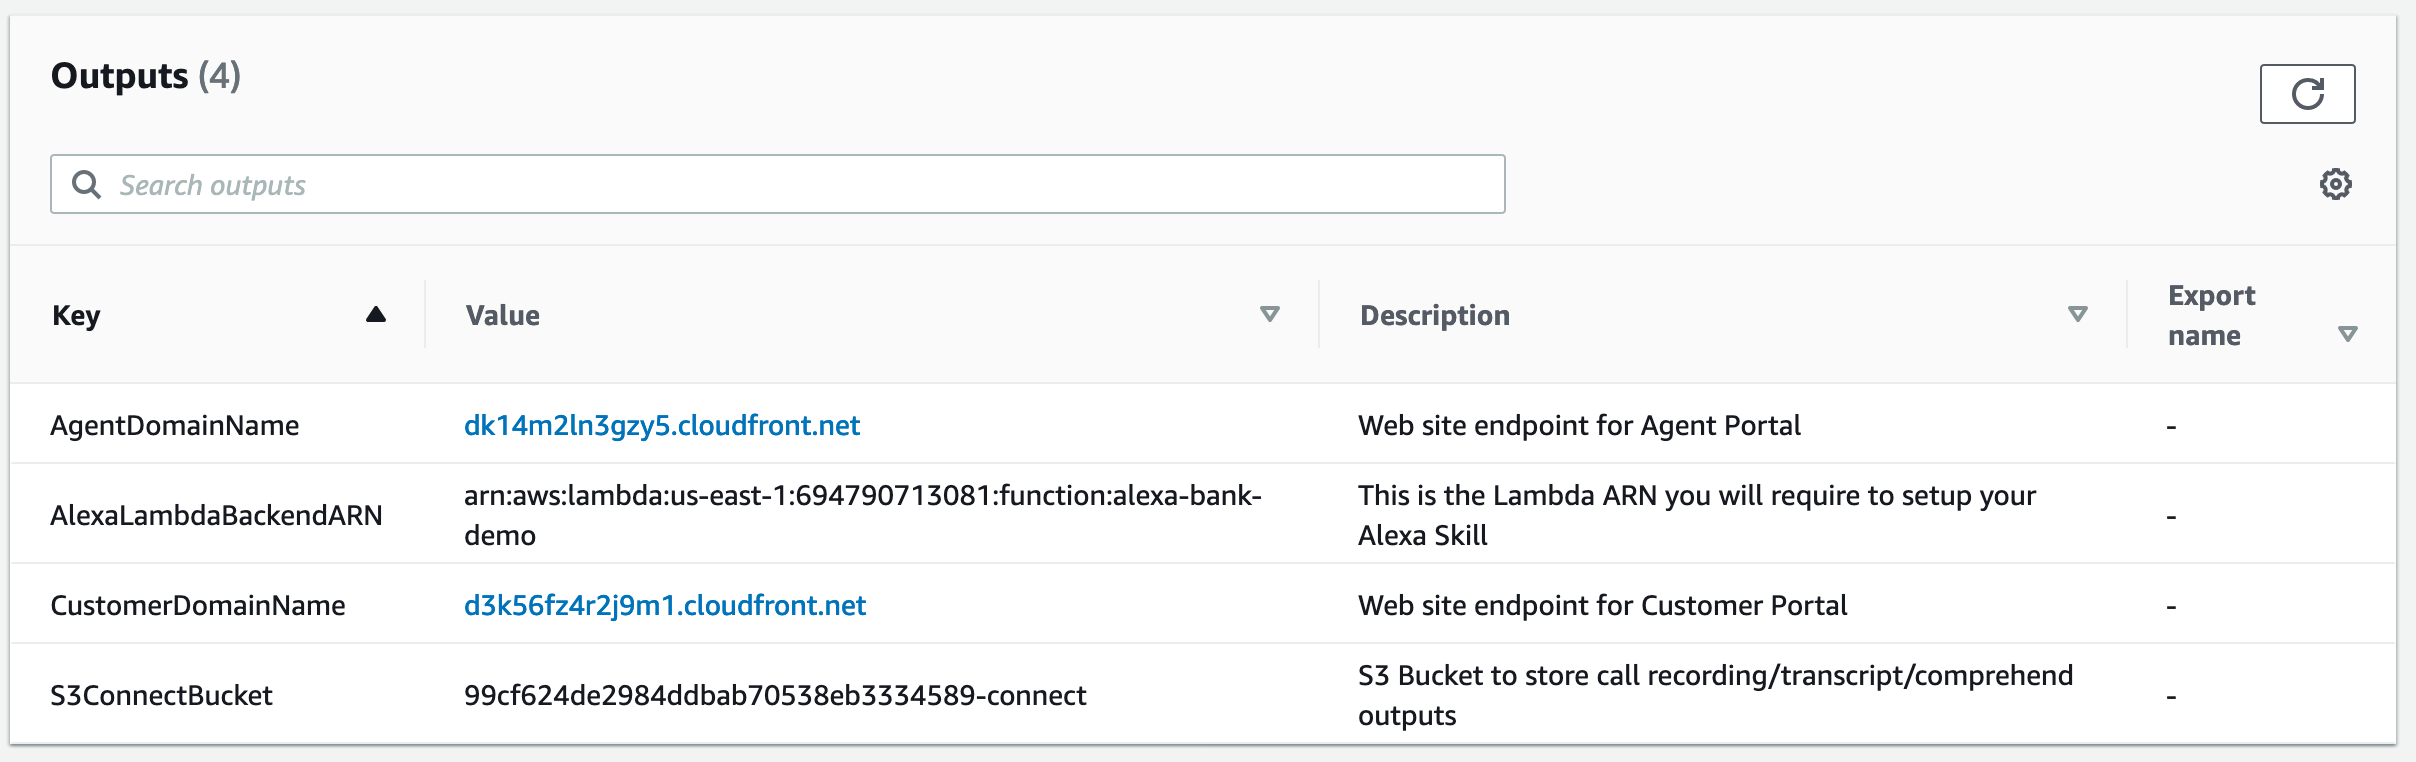 Outputs (4)
Search outputs
Key
Value
Description
Export
name
AgentDomainName
dk14m2ln3gzy5.cloudfront.net
Web site endpoint for Agent Portal
-
AlexaLambdaBackendARN
arn:aws:lambda:us-east-1:694790713081:function:alexa-bank-
demo
This is the Lambda ARN you will require to setup your
Alexa Skill
-
CustomerDomainName
d3k56fz4r2j9m1.cloudfront.net
Web site endpoint for Customer Portal
-
S3ConnectBucket
99cf624de2984ddbab70538eb3334589-connect
S3 Bucket to store call recording/transcript/comprehend
outputs
-